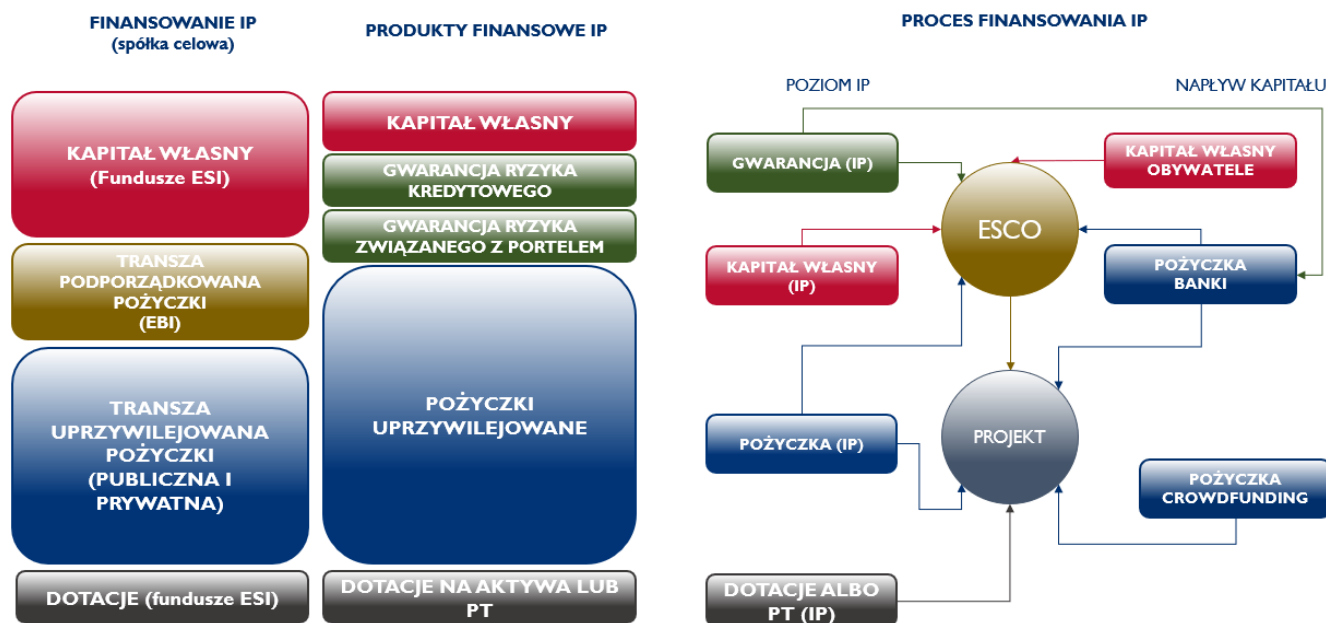 FINANSOWANIE IP
(spółka celowa)
KAPITAŁ WŁASNY
(Fundusze ESI)
TRANSZA
PODPORZĄDKOWANA
POŻYCZKI
(EBI)
TRANSZA
UPRZYWILEJOWANA
POŻYCZKI
(PUBLICZNA I
PRYWATNA)
DOTACJE (fundusze ESI)
PRODUKTY FINANSOWE IP
KAPITAŁ WŁASNY
GWARANCJA RYZYKA
KREDYTOWEGO
GWARANCJA RYZYKA
ZWIĄZANEGO Z PORTELEM
POŻYCZKI
UPRZYWILEJOWANE
DOTACJE NA AKTYWA LUB
PT
PROCES FINANSOWANIA IP
POZIOM IP
NAPŁYW KAPITAŁU
GWARANCJA (IP)
KAPITAŁ WŁASNY
OBYWATELE
ESCO
KAPITAŁ WŁASNY
(IP)
POŻYCZKA
BANKI
POŻYCZKA (IP)
PROJEKT
POŻYCZKA
CROWDFUNDING
DOTACJE ALBO
PT (IP)